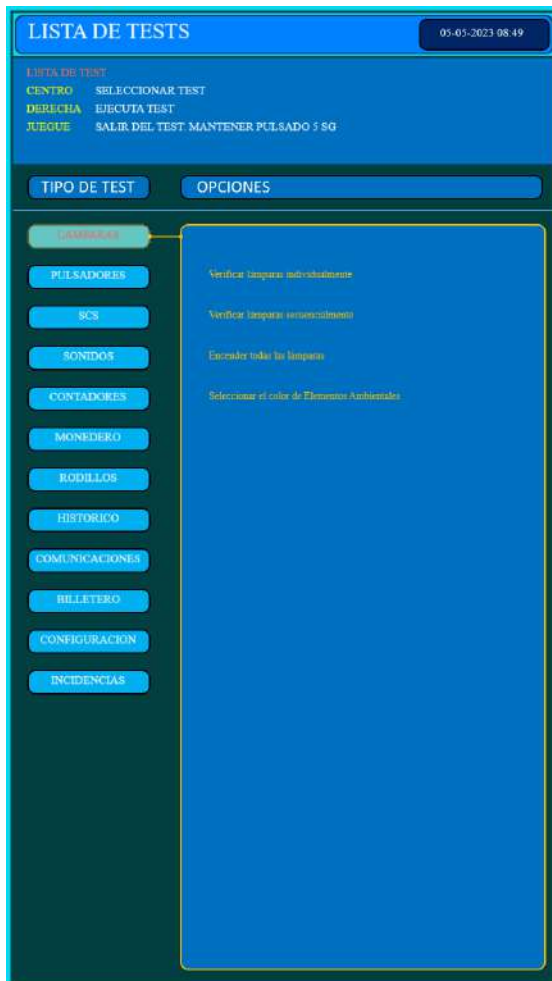 LISTA DE TESTS
05-05-2023 08:49
LISTA DE TEST
CENTRO SELECCIONAR TEST
DERECHA EJECUTA TEST
JUEGUE SALIR DEL TEST. MANTENER PULSADO 5 SG
TIPO DE TEST
OPCIONES
LAMPARAS
PULSADORES
SCS
SONIDOS
CONTADORES
MONEDERO
RODILLOS
HISTORICO
COMUNICACIONES
BILLETERO
CONFIGURACION
INCIDENCIAS
Verificar lámparas individualmente
Verificar lámparas secuencialmente
Encender todas las lámparas
Seleccionar el color de Elementos Ambientales